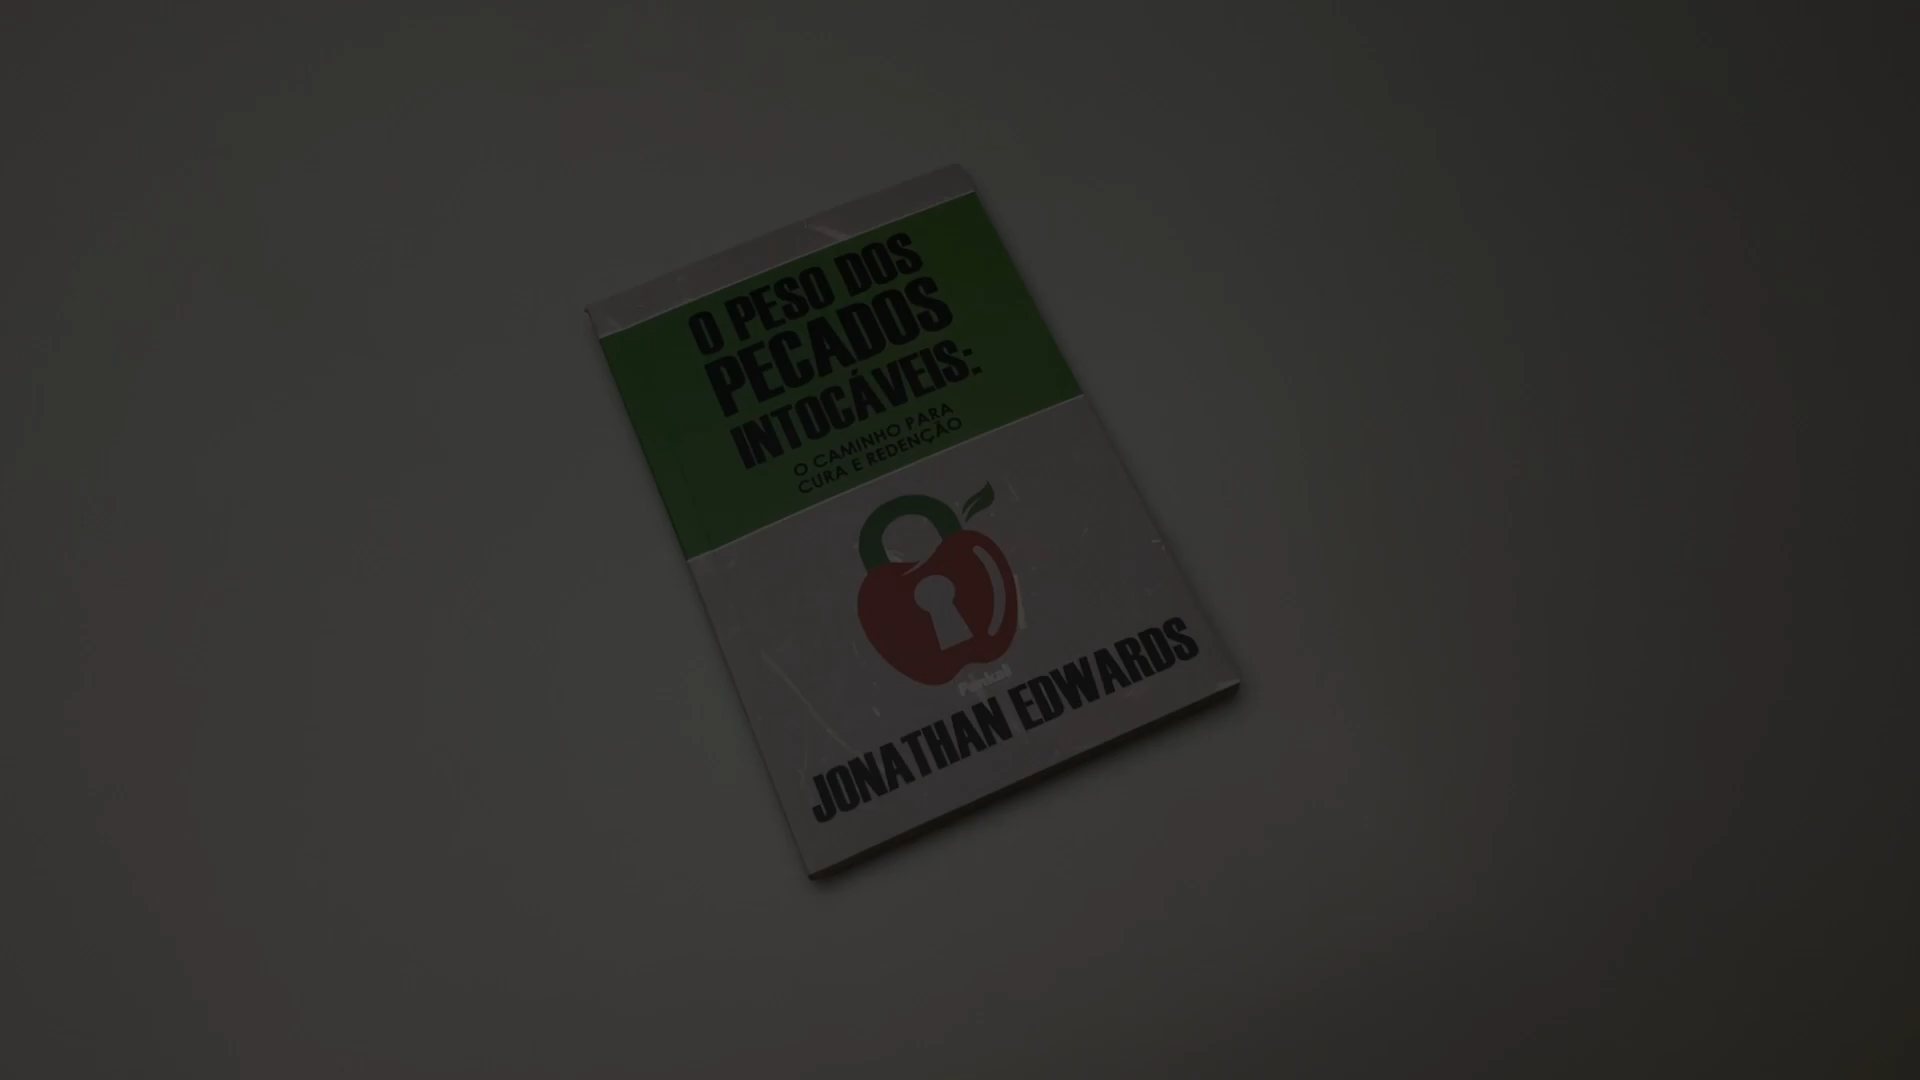 O PESO DOS
PECADOS
INTOCÁVEIS:
O CAMINHO PARA
CURA E REDENÇÃO
JONATHAN EDWARDS